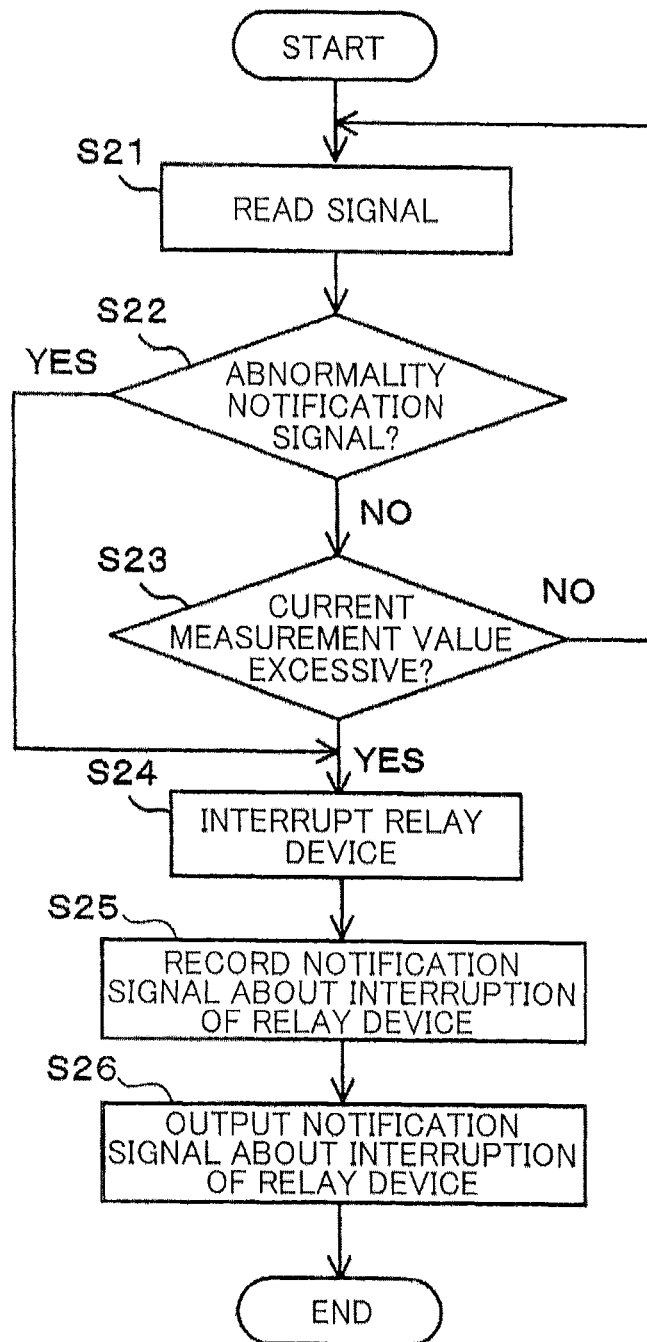 START
S21
READ SIGNAL
S22
YES
ABNORMALITY
NOTIFICATION
SIGNAL?
NO
S23
CURRENT
MEASUREMENT VALUE
EXCESSIVE?
NO
YES
S24
INTERRUPT RELAY
DEVICE
S25
RECORD NOTIFICATION
SIGNAL ABOUT INTERRUPTION
OF RELAY DEVICE
S26
OUTPUT NOTIFICATION
SIGNAL ABOUT INTERRUPTION
OF RELAY DEVICE
END